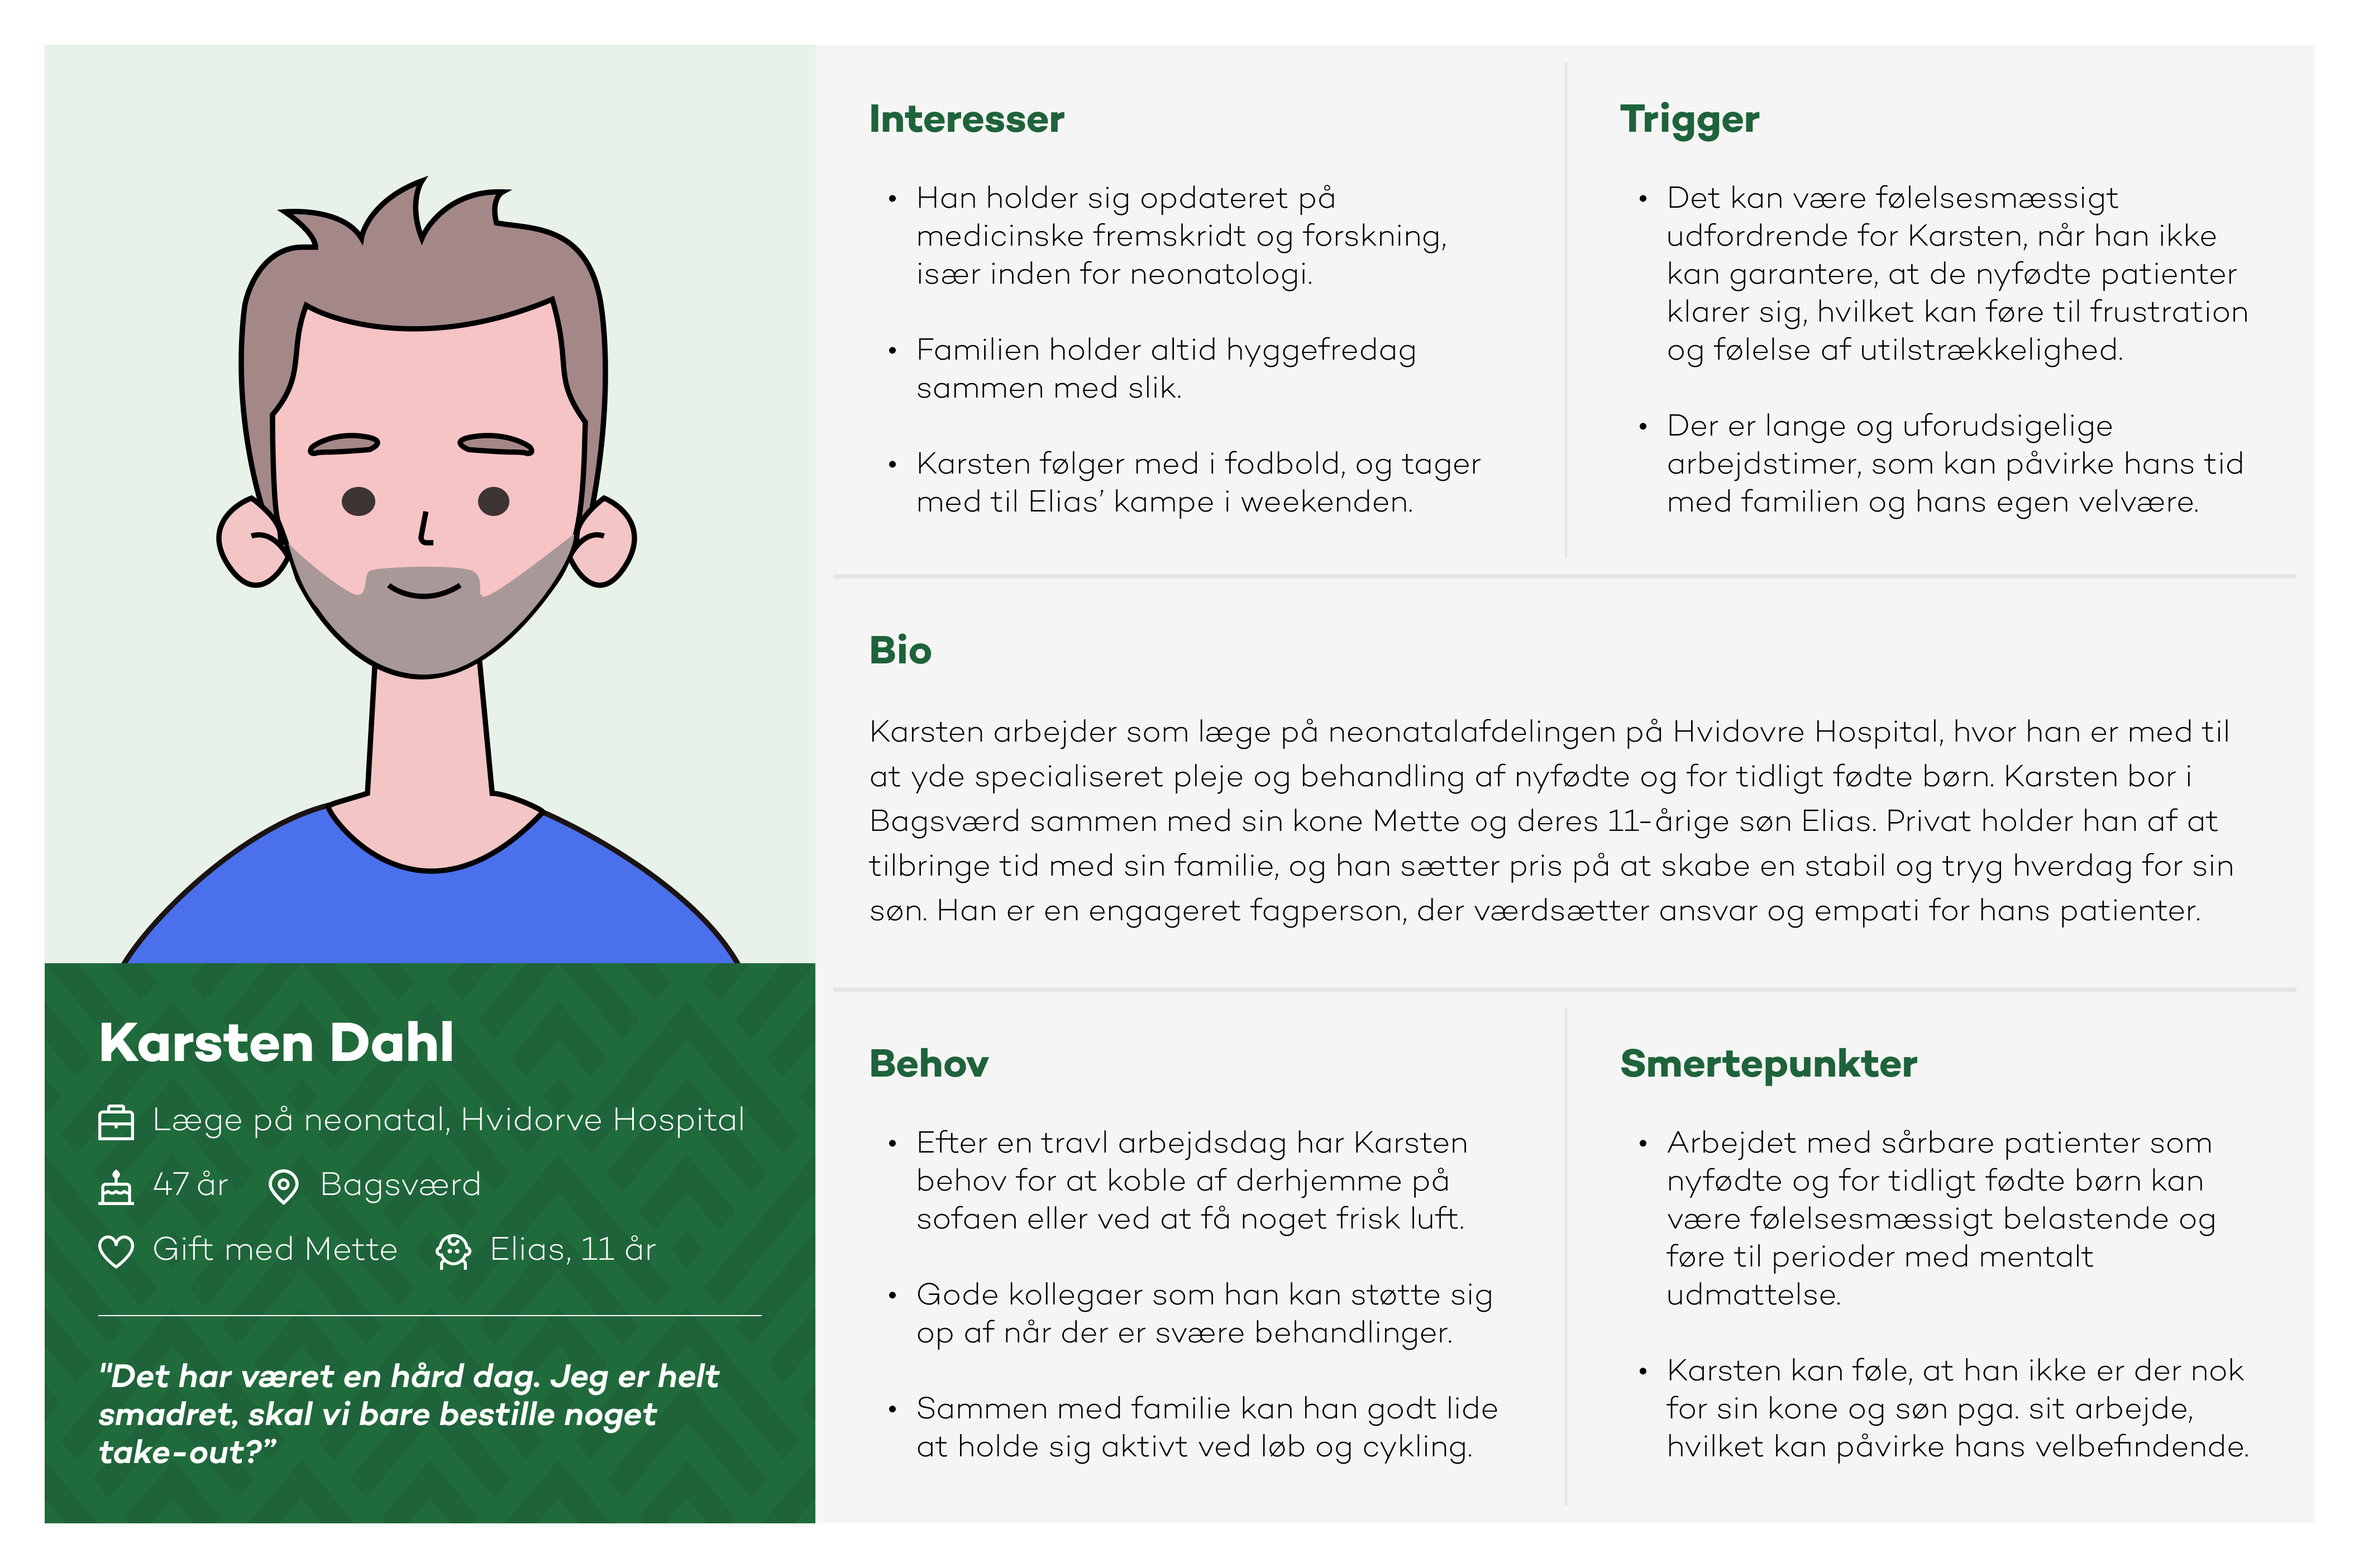 Karsten Dahl
Læge på neonatal, Hvidorve Hospital
47 år Bagsværd
Gift med Mette Elias, 11 år
"Det har været en hård dag. Jeg er helt
smadret, skal vi bare bestille noget
take-out?”
Interesser
• Han holder sig opdateret på
medicinske fremskridt og forskning,
især inden for neonatologi.
• Familien holder altid hyggefredag
sammen med slik.
• Karsten følger med i fodbold, og tager
med til Elias’ kampe i weekenden.
Trigger
• Det kan være følelsesmæssigt
udfordrende for Karsten, når han ikke
kan garantere, at de nyfødte patienter
klarer sig, hvilket kan føre til frustration
og følelse af utilstrækkelighed.
• Der er lange og uforudsigelige
arbejdstimer, som kan påvirke hans tid
med familien og hans egen velvære.
Bio
Karsten arbejder som læge på neonatalafdelingen på Hvidovre Hospital, hvor han er med til
at yde specialiseret pleje og behandling af nyfødte og for tidligt fødte børn. Karsten bor i
Bagsværd sammen med sin kone Mette og deres 11-årige søn Elias. Privat holder han af at
tilbringe tid med sin familie, og han sætter pris på at skabe en stabil og tryg hverdag for sin
søn. Han er en engageret fagperson, der værdsætter ansvar og empati for hans patienter.
Behov
• Efter en travl arbejdsdag har Karsten
behov for at koble af derhjemme på
sofaen eller ved at få noget frisk luft.
• Gode kollegaer som han kan støtte sig
op af når der er svære behandlinger.
• Sammen med familie kan han godt lide
at holde sig aktivt ved løb og cykling.
Smertepunkter
• Arbejdet med sårbare patienter som
nyfødte og for tidligt fødte børn kan
være følelsesmæssigt belastende og
føre til perioder med mentalt
udmattelse.
• Karsten kan føle, at han ikke er der nok
for sin kone og søn pga. sit arbejde,
hvilket kan påvirke hans velbefindende.